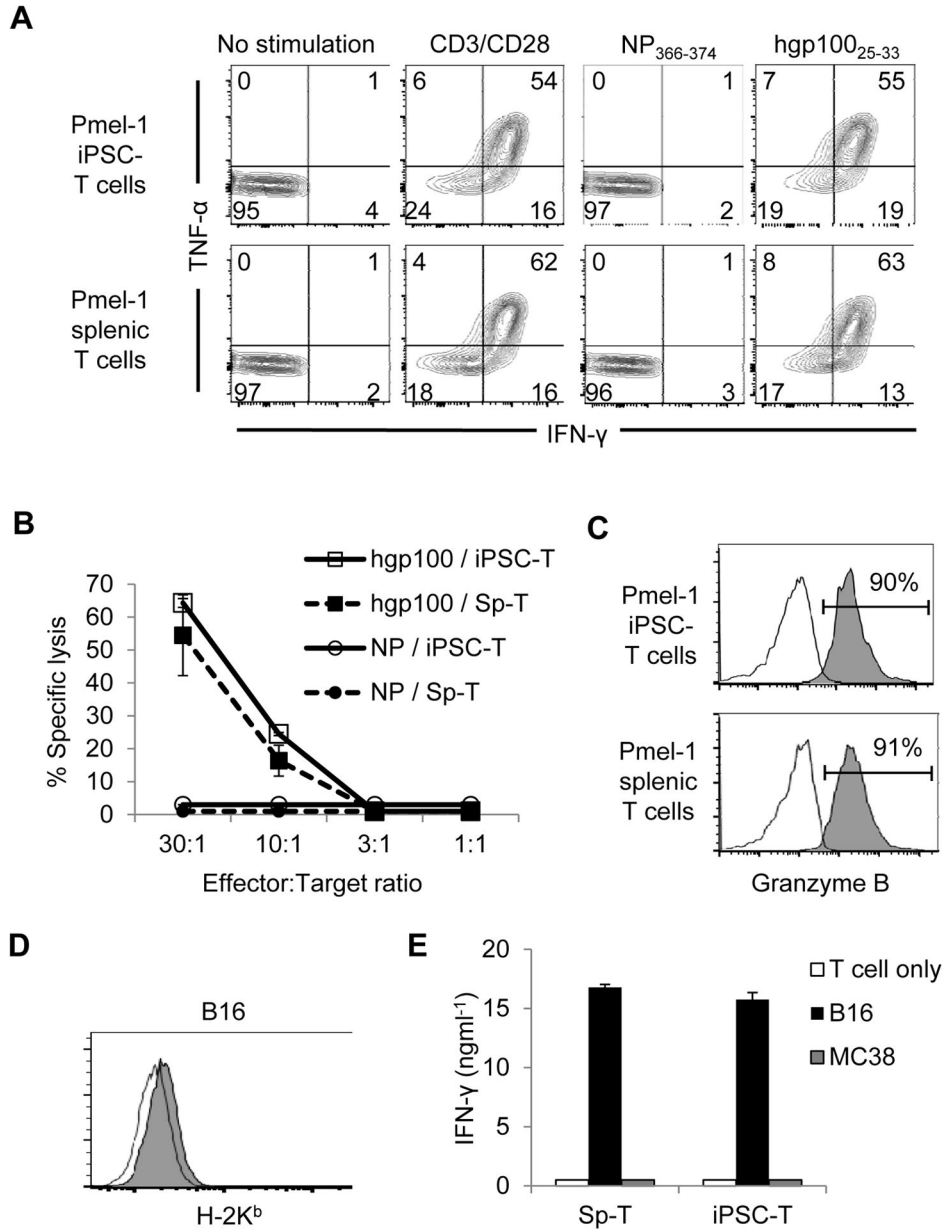 A
No stimulation CD3/CD28 NP366-374 hgp10025-33
Pmel-1
iPSC-
T cells
0 1 6 54 0 1 7 55
95 4 24 16 97 2 19 19
TNF-α
Pmel-1
splenic
T cells
0 1 4 62 0 1 8 63
97 2 18 16 96 3 17 13
IFN-γ
B
% Specific lysis
70
60
50
40
30
20
10
0
30:1 10:1 3:1 1:1
Effector:Target ratio
hgp100 / iPSC-T
hgp100 / Sp-T
NP / iPSC-T
NP / Sp-T
C
Pmel-1
iPSC-
T cells
90%
Pmel-1
splenic
T cells
91%
Granzyme B
D
B16
H-2Kᵇ
E
IFN-γ (ngml⁻¹)
20
15
10
5
0
Sp-T iPSC-T
T cell only
B16
MC38